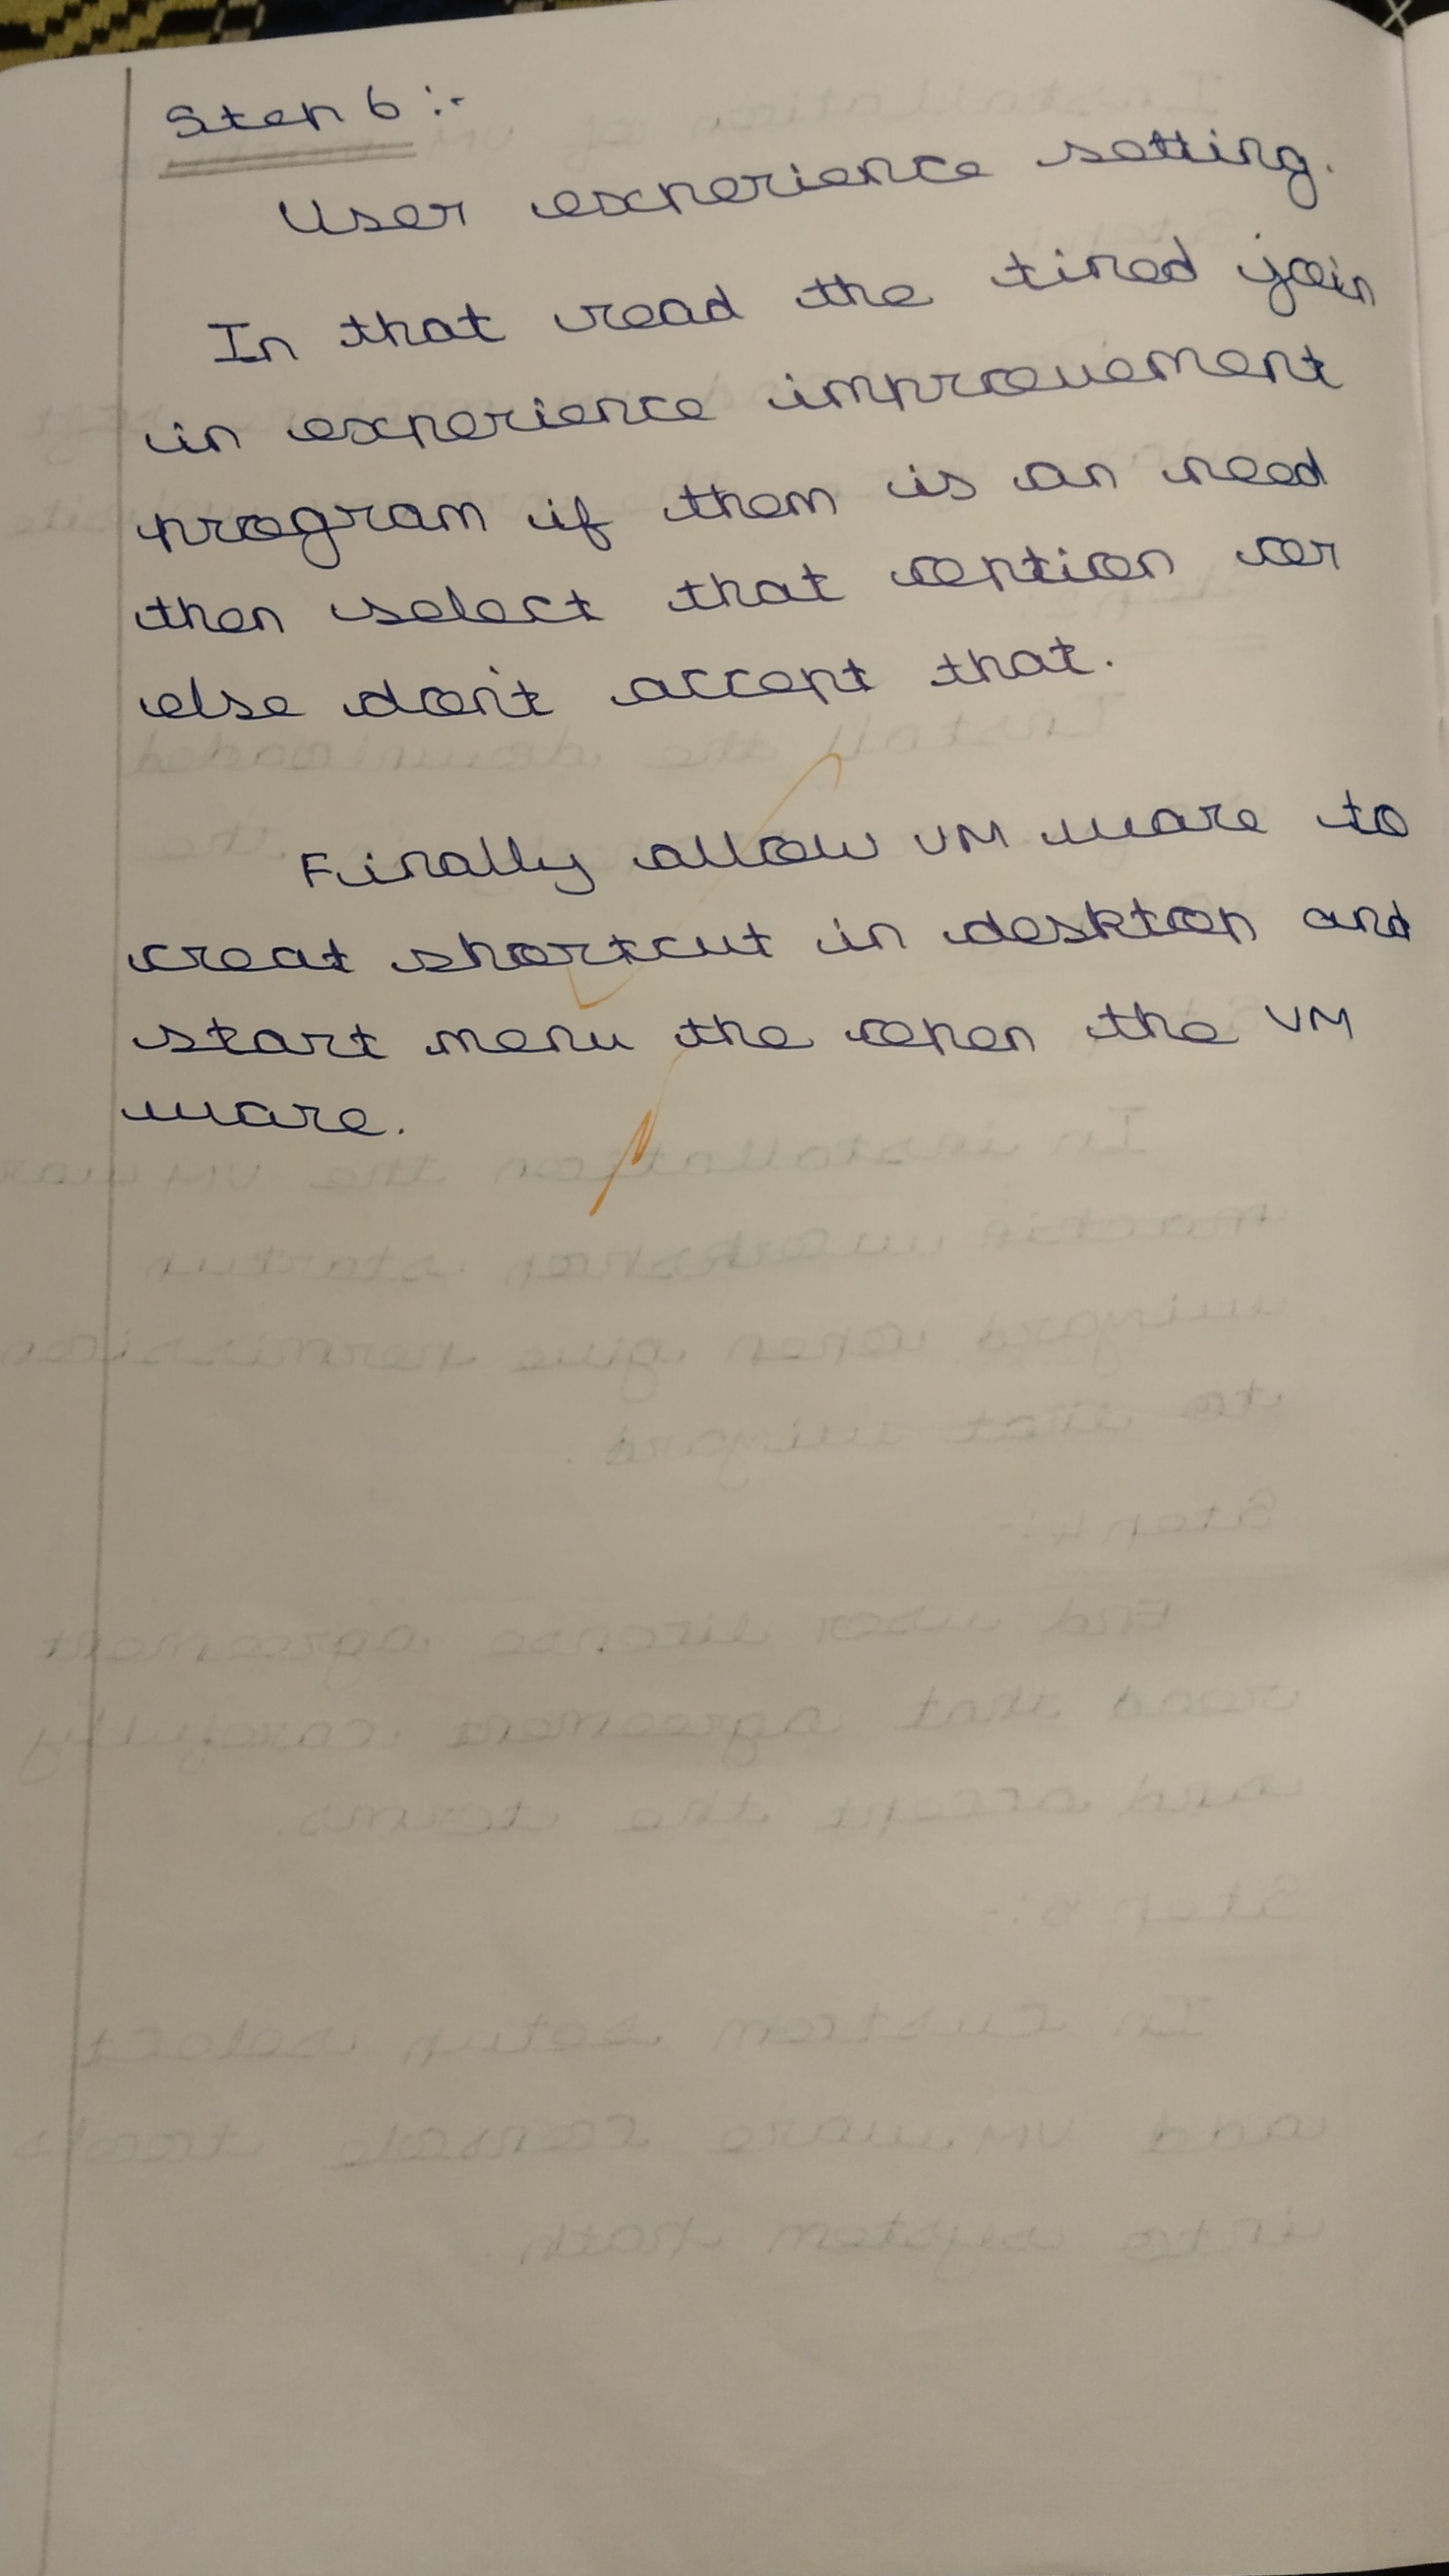 Step 6 :-
User experience setting.
In that read the tired join
in experience improvement
program if them is an need
then select that option or
else don't accept that.
Finally allow VM ware to
creat shortcut in desktop and
start menu the open the VM
ware.